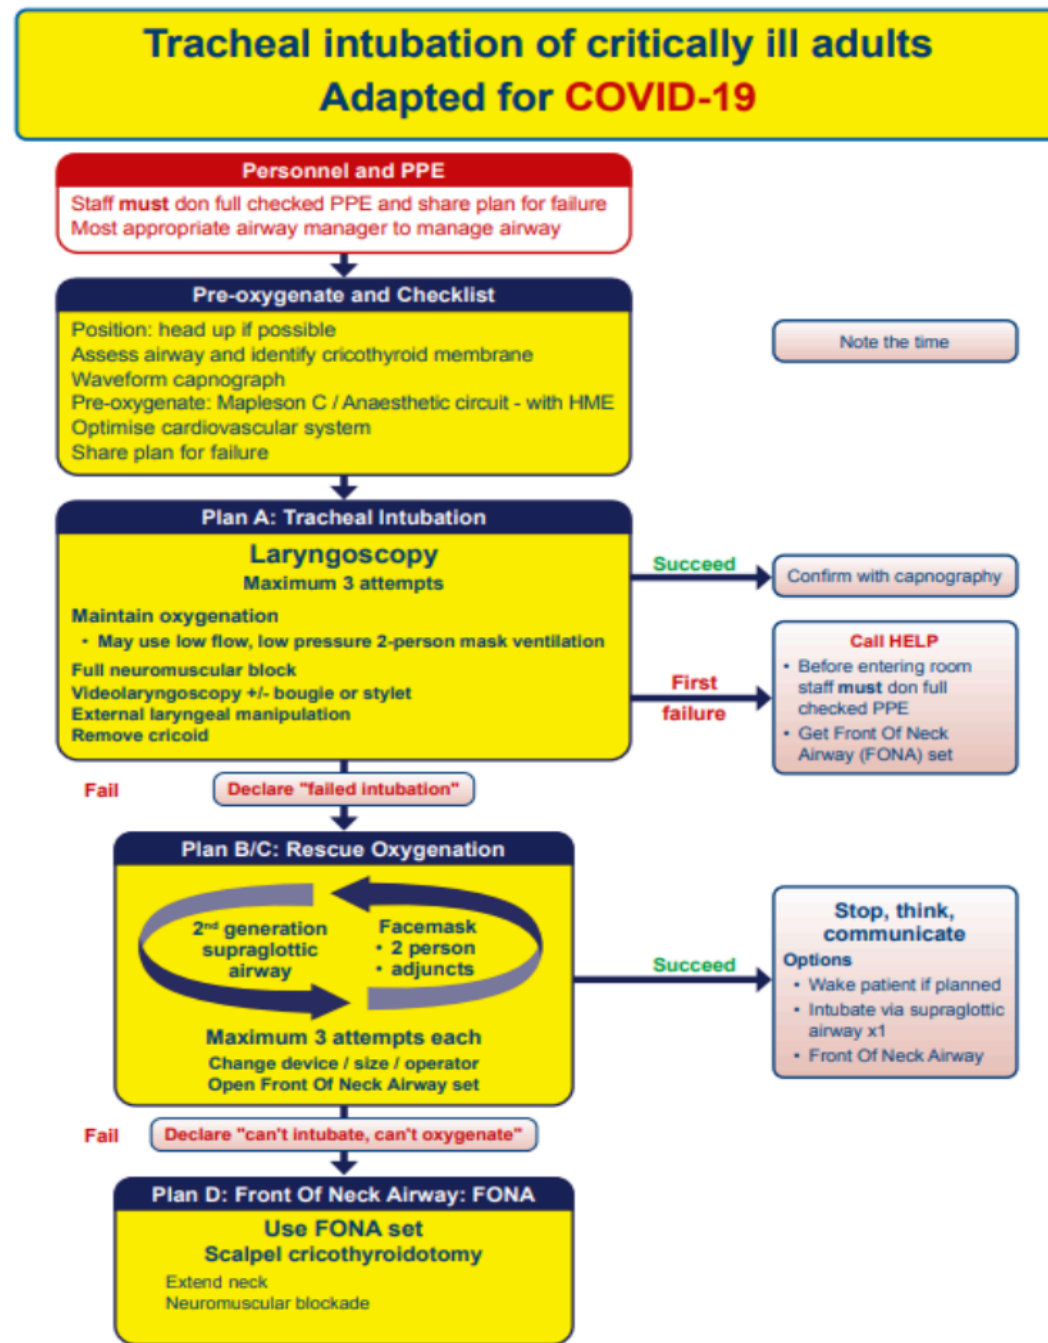 Tracheal intubation of critically ill adults
Adapted for COVID-19
Personnel and PPE
Staff must don full checked PPE and share plan for failure
Most appropriate airway manager to manage airway
Pre-oxygenate and Checklist
Position: head up if possible
Assess airway and identify cricothyroid membrane
Waveform capnograph
Pre-oxygenate: Mapleson C / Anaesthetic circuit - with HME
Optimise cardiovascular system
Share plan for failure
Note the time
Plan A: Tracheal Intubation
Laryngoscopy
Maximum 3 attempts
Maintain oxygenation
• May use low flow, low pressure 2-person mask ventilation
Full neuromuscular block
Videolaryngoscopy +/- bougie or stylet
External laryngeal manipulation
Remove cricoid
Succeed
Confirm with capnography
First
failure
Call HELP
• Before entering room
staff must don full
checked PPE
• Get Front Of Neck
Airway (FONA) set
Fail
Declare "failed intubation"
Plan B/C: Rescue Oxygenation
2nd generation
supraglottic
airway
Facemask
• 2 person
• adjuncts
Maximum 3 attempts each
Change device / size / operator
Open Front Of Neck Airway set
Succeed
Stop, think,
communicate
Options
• Wake patient if planned
• Intubate via supraglottic
airway x1
• Front Of Neck Airway
Fail
Declare "can't intubate, can't oxygenate"
Plan D: Front Of Neck Airway: FONA
Use FONA set
Scalpel cricothyroidotomy
Extend neck
Neuromuscular blockade